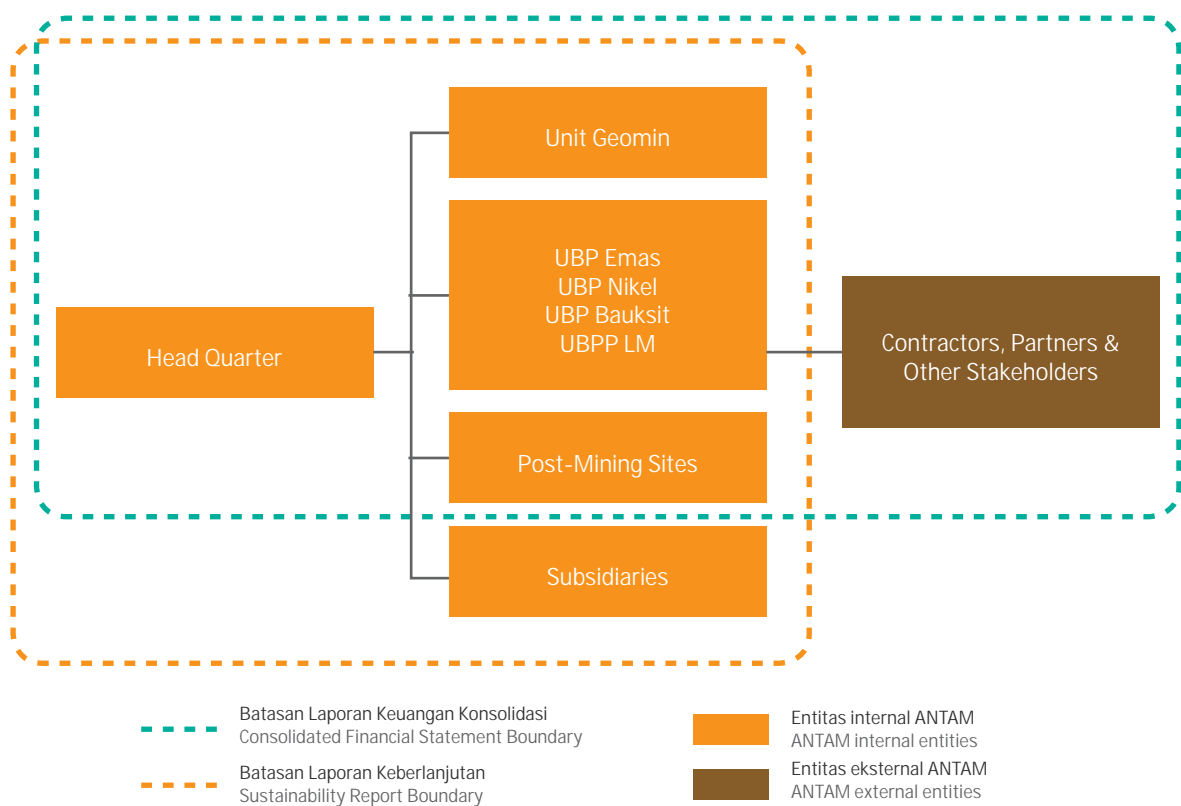 Unit Geomin
UBP Emas
UBP Nikel
UBP Bauksit
UBPP LM
Head Quarter
Contractors, Partners &
Other Stakeholders
Post-Mining Sites
Subsidiaries
Batasan Laporan Keuangan Konsolidasi
Consolidated Financial Statement Boundary
Batasan Laporan Keberlanjutan
Sustainability Report Boundary
Entitas internal ANTAM
ANTAM internal entities
Entitas eksternal ANTAM
ANTAM external entities